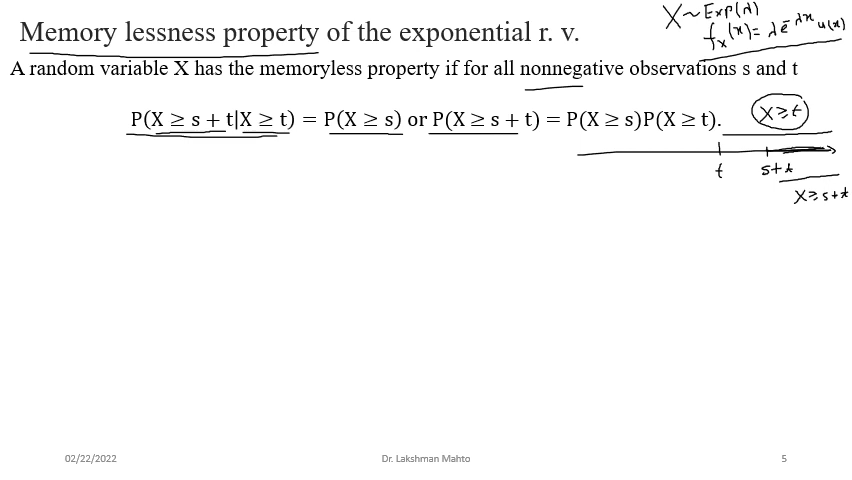 Memory lessness property of the exponential r. v.
X~Exp(λ)
fₓ(x) = λe^-λx u(x)
A random variable X has the memoryless property if for all nonnegative observations s and t
P(X ≥ s + t|X ≥ t) = P(X ≥ s) or P(X ≥ s + t) = P(X ≥ s)P(X ≥ t).
X≥t
t s+t
X≥s+t
02/22/2022 Dr. Lakshman Mahto 5